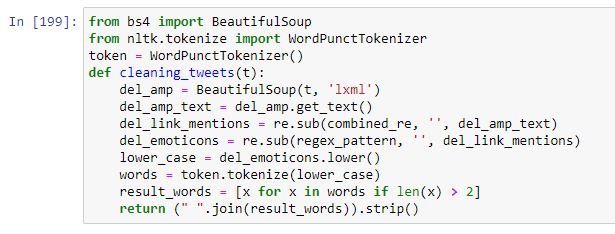 In [199]: from bs4 import BeautifulSoup
from nltk.tokenize import WordPunctTokenizer
token = WordPunctTokenizer()
def cleaning_tweets(t):
    del_amp = BeautifulSoup(t, 'lxml')
    del_amp_text = del_amp.get_text()
    del_link_mentions = re.sub(combined_re, '', del_amp_text)
    del_emoticons = re.sub(regex_pattern, '', del_link_mentions)
    lower_case = del_emoticons.lower()
    words = token.tokenize(lower_case)
    result_words = [x for x in words if len(x) > 2]
    return (" ".join(result_words)).strip()